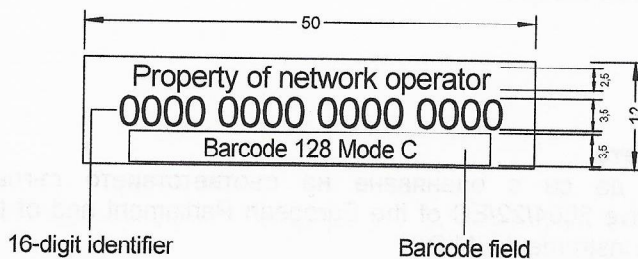 50
Property of network operator
0000 0000 0000 0000
Barcode 128 Mode C
2,5
3,5
3,5
12
16-digit identifier
Barcode field